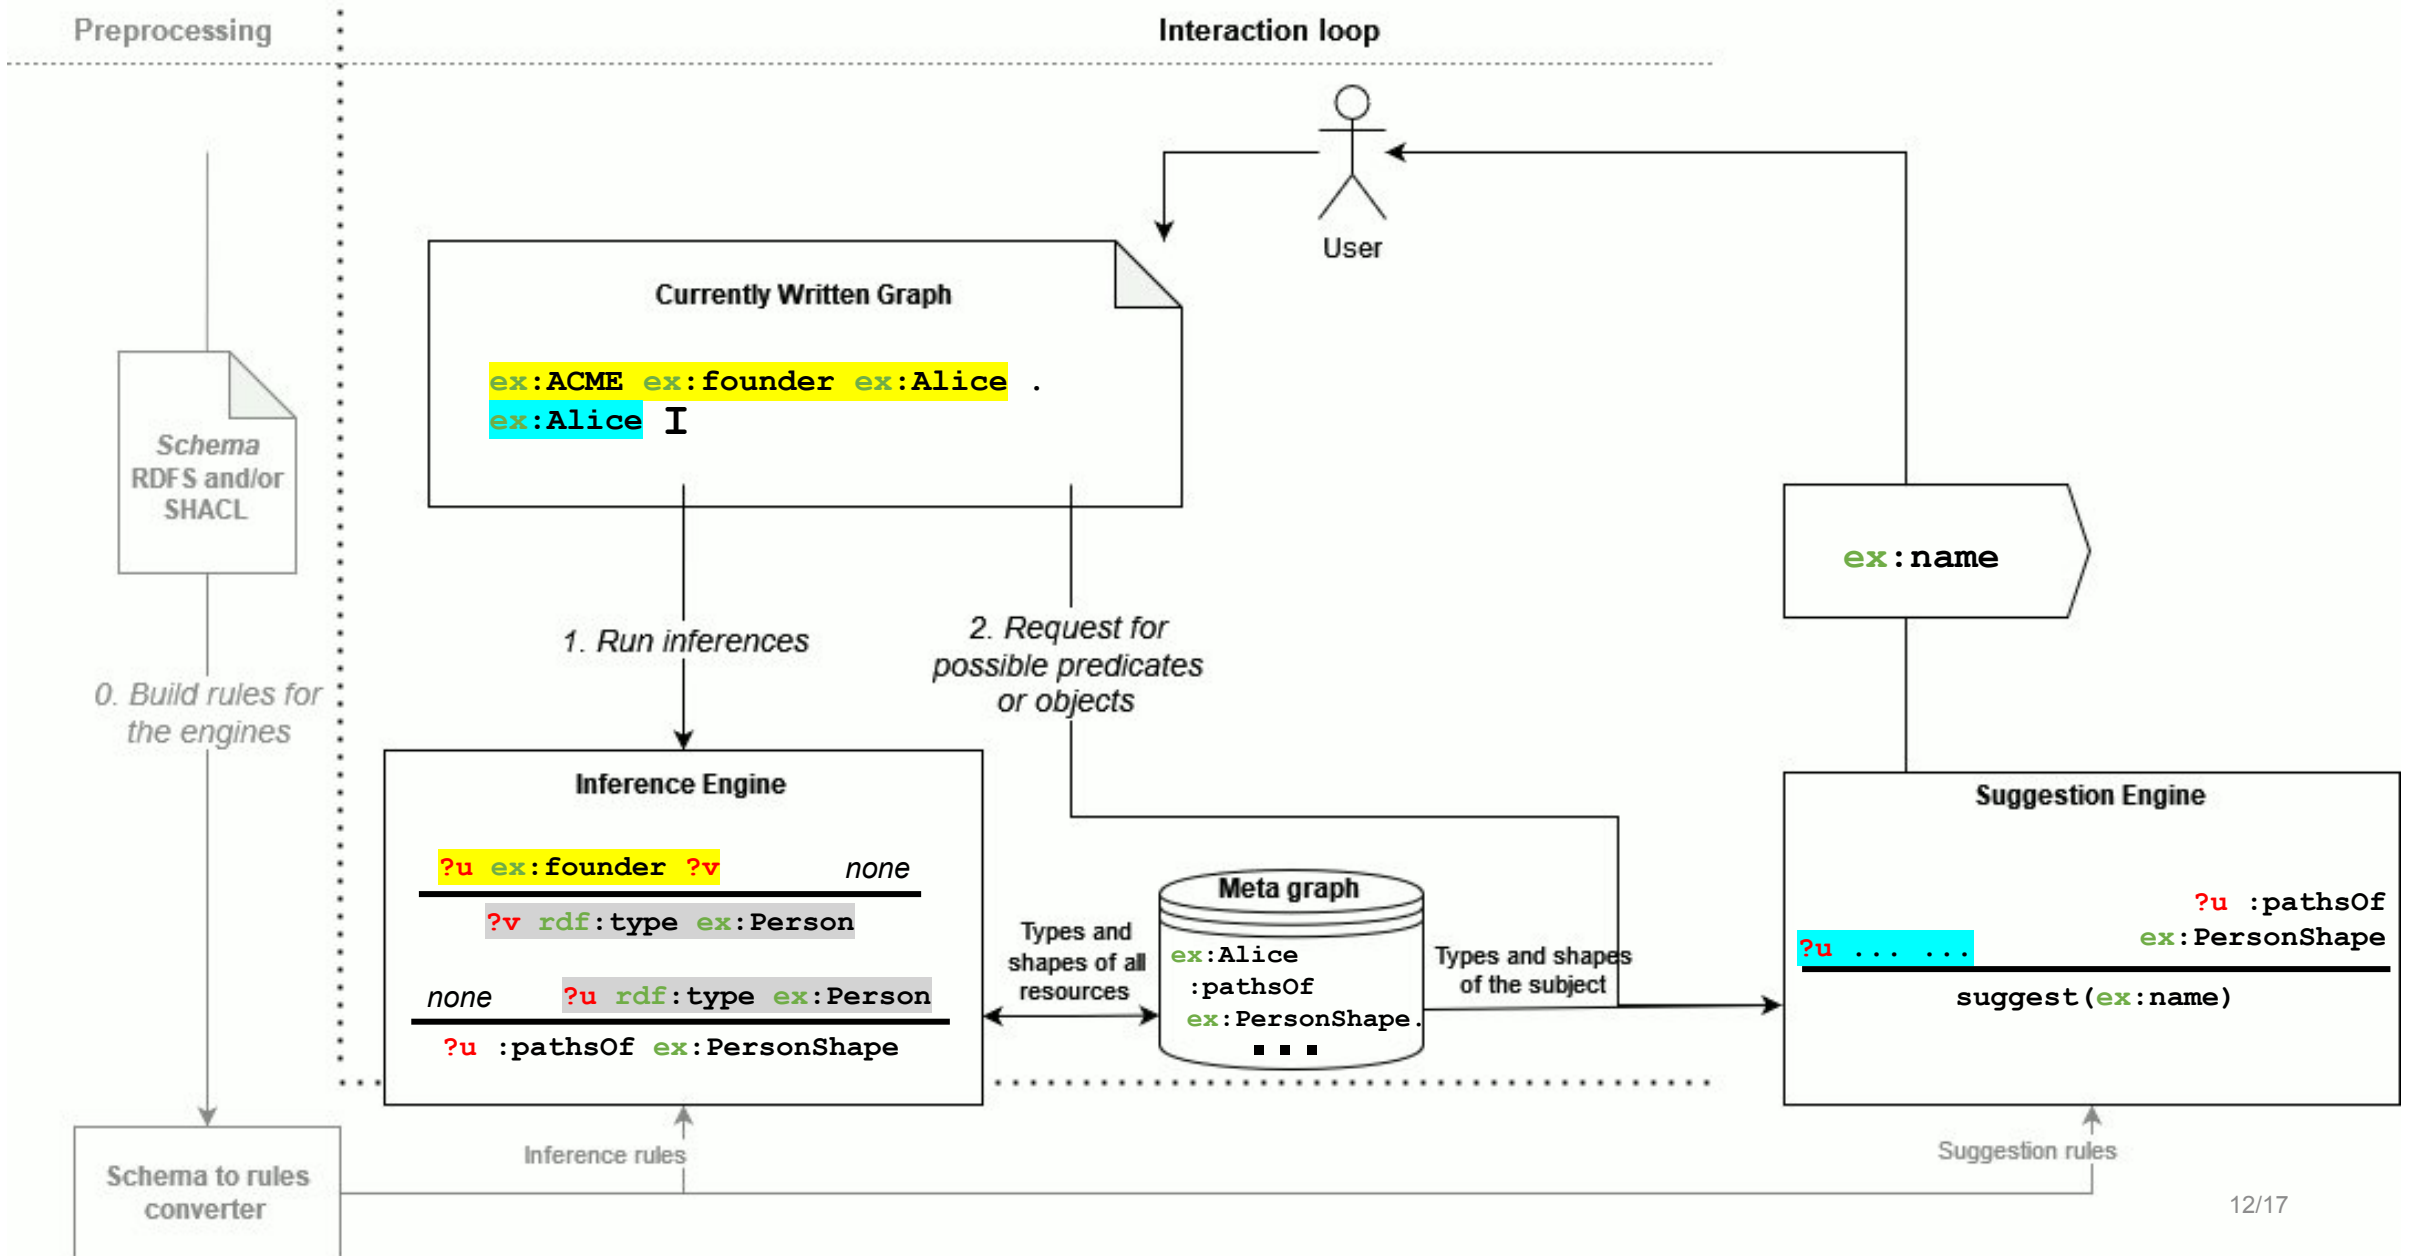 Preprocessing
Interaction loop
User
Currently Written Graph
ex:ACME ex:founder ex:Alice .
ex:Alice
Schema
RDFS and/or
SHACL
ex:name
1. Run inferences
2. Request for
possible predicates
or objects
0. Build rules for
the engines
Inference Engine
?u ex:founder ?v none
?v rdf:type ex:Person
none ?u rdf:type ex:Person
?u :pathsOf ex:PersonShape
Types and
shapes of all
resources
Meta graph
ex:Alice
:pathsOf
ex:PersonShape.
...
Types and shapes
of the subject
Suggestion Engine
?u :pathsOf
ex:PersonShape
?u ... ...
suggest(ex:name)
Inference rules
Suggestion rules
Schema to rules
converter
12/17